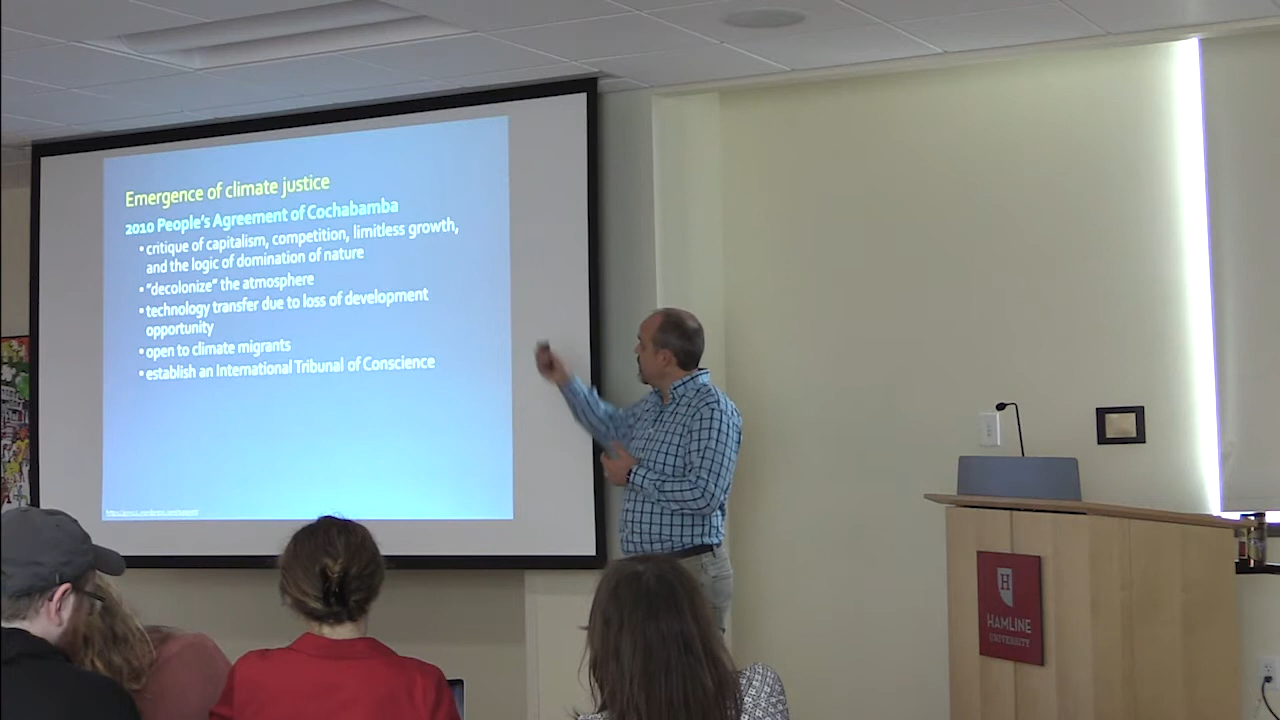 Emergence of climate justice
2010 People's Agreement of Cochabamba
• critique of capitalism, competition, limitless growth,
and the logic of domination of nature
• "decolonize" the atmosphere
• technology transfer due to loss of development
opportunity
• open to climate migrants
• establish an International Tribunal of Conscience
H
HAMLINE
UNIVERSITY